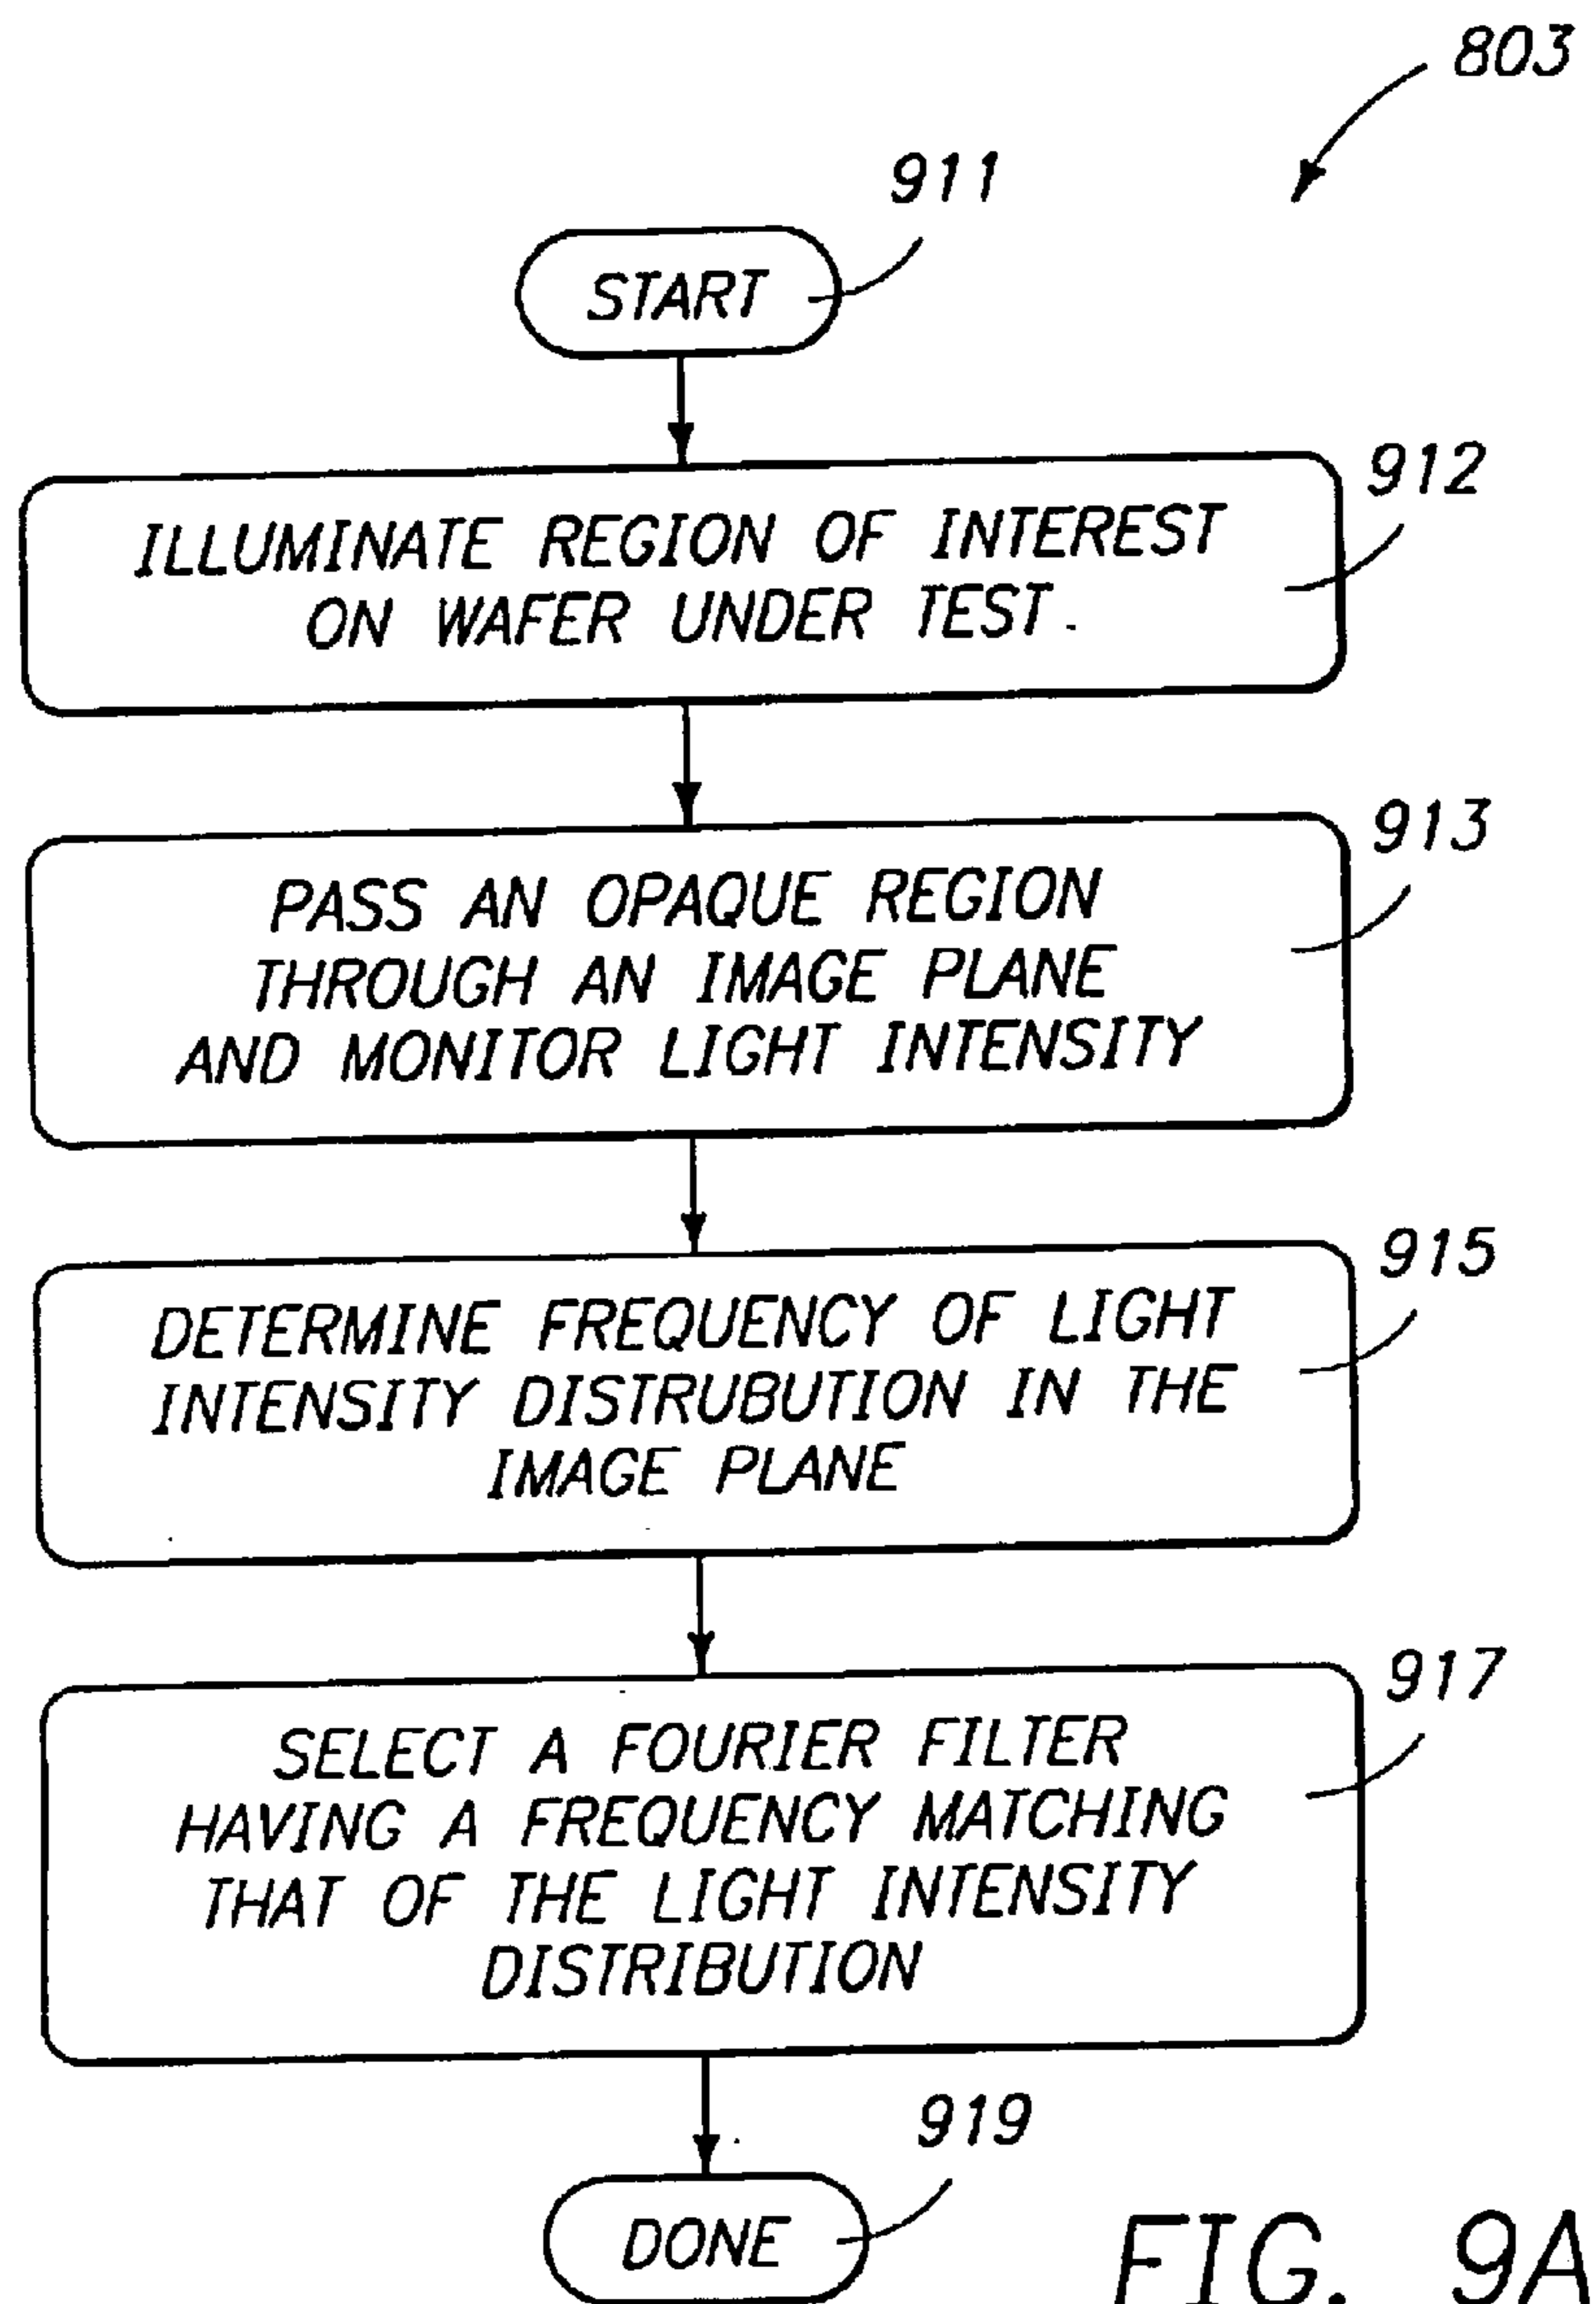 803
911
START
912
ILLUMINATE REGION OF INTEREST
ON WAFER UNDER TEST.
913
PASS AN OPAQUE REGION
THROUGH AN IMAGE PLANE
AND MONITOR LIGHT INTENSITY
915
DETERMINE FREQUENCY OF LIGHT
INTENSITY DISTRUBUTION IN THE
IMAGE PLANE
917
SELECT A FOURIER FILTER
HAVING A FREQUENCY MATCHING
THAT OF THE LIGHT INTENSITY
DISTRIBUTION
919
DONE
FIG. 9A